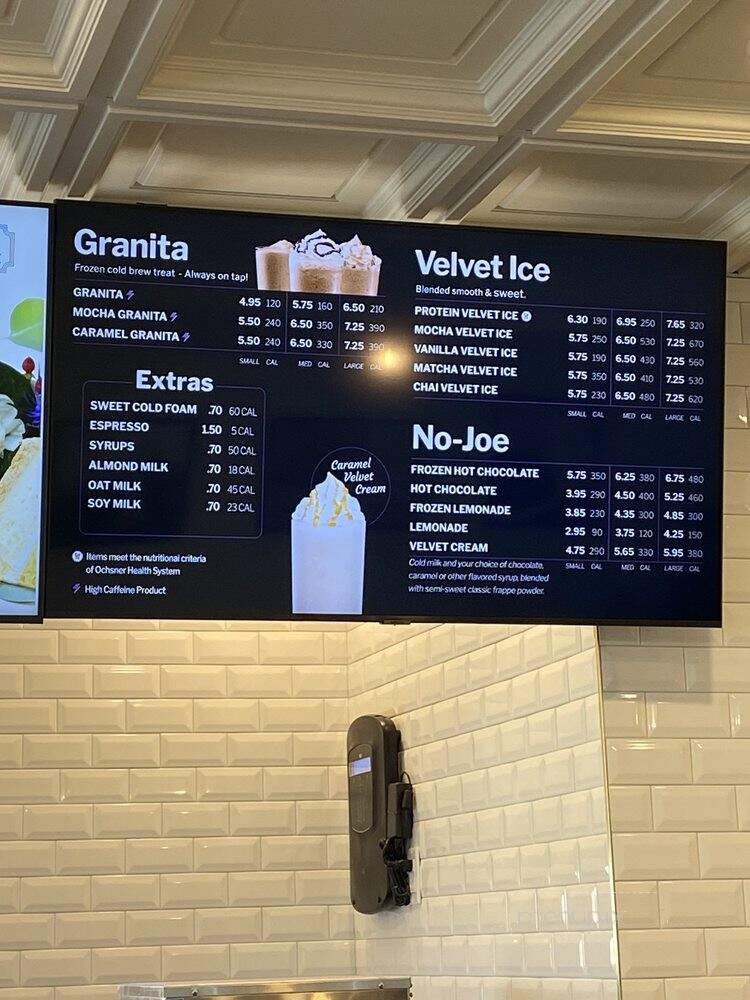 Granita
Frozen cold brew treat - Always on tap!
GRANITA 4.95 120 5.75 160 6.50 210
MOCHA GRANITA 5.50 240 6.50 350 7.25 390
CARAMEL GRANITA 5.50 240 6.50 330 7.25 390
SMALL CAL MED CAL LARGE CAL
Extras
SWEET COLD FOAM .70 60 CAL
ESPRESSO 1.50 5 CAL
SYRUPS .70 50 CAL
ALMOND MILK .70 18 CAL
OAT MILK .70 45 CAL
SOY MILK .70 23 CAL
Items meet the nutritional criteria
of Ochsner Health System
High Caffeine Product
Caramel
Velvet
Cream
Velvet Ice
Blended smooth & sweet.
PROTEIN VELVET ICE 6.30 190 6.95 250 7.65 320
MOCHA VELVET ICE 5.75 250 6.50 530 7.25 670
VANILLA VELVET ICE 5.75 190 6.50 430 7.25 560
MATCHA VELVET ICE 5.75 350 6.50 410 7.25 530
CHAI VELVET ICE 5.75 230 6.50 480 7.25 620
SMALL CAL MED CAL LARGE CAL
No-Joe
FROZEN HOT CHOCOLATE 5.75 350 6.25 380 6.75 480
HOT CHOCOLATE 3.95 290 4.50 400 5.25 460
FROZEN LEMONADE 3.85 230 4.35 300 4.85 300
LEMONADE 2.95 90 3.75 120 4.25 150
VELVET CREAM 4.75 290 5.65 330 5.95 380
SMALL CAL MED CAL LARGE CAL
Cold milk and your choice of chocolate,
caramel or other flavored syrup, blended
with semi-sweet classic frappe powder.